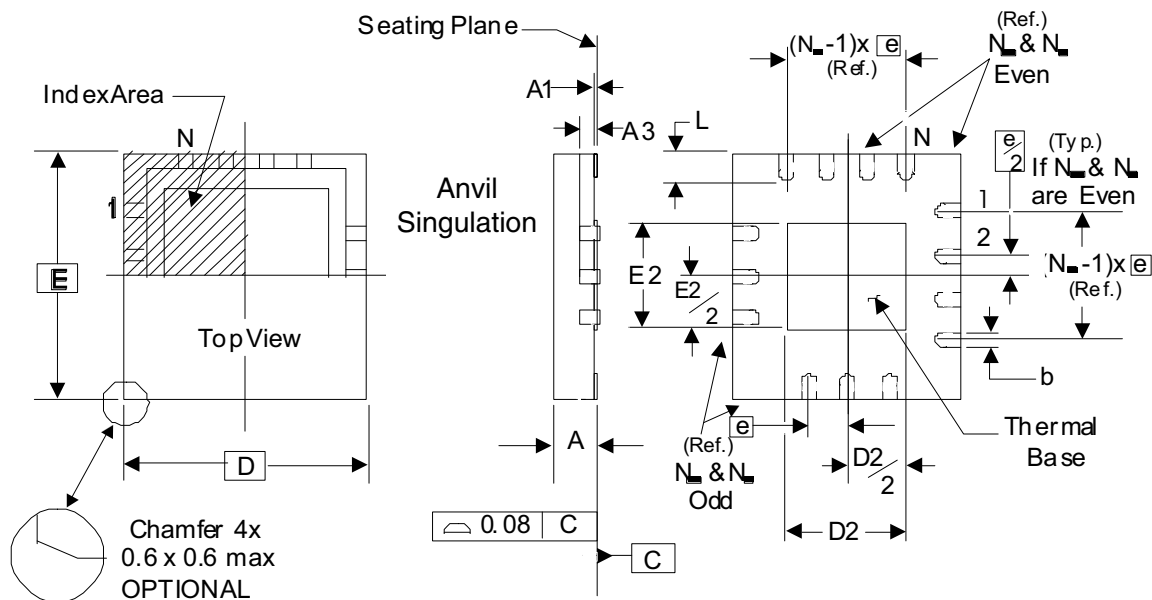 Seating Plane
Index Area
N
1
E
Top View
D
Chamfer 4x
0.6 x 0.6 max
OPTIONAL
Anvil
Singulation
A1
A3
A
0.08 C
C
L
(N -1)x e
(Ref.)
(Ref.)
N & N
Even
N
1
2
e/2
(Typ.)
If N & N
are Even
(N -1)x e
(Ref.)
E2
E2/2
b
Thermal
Base
e
(Ref.)
N & N
Odd
D2/2
D2